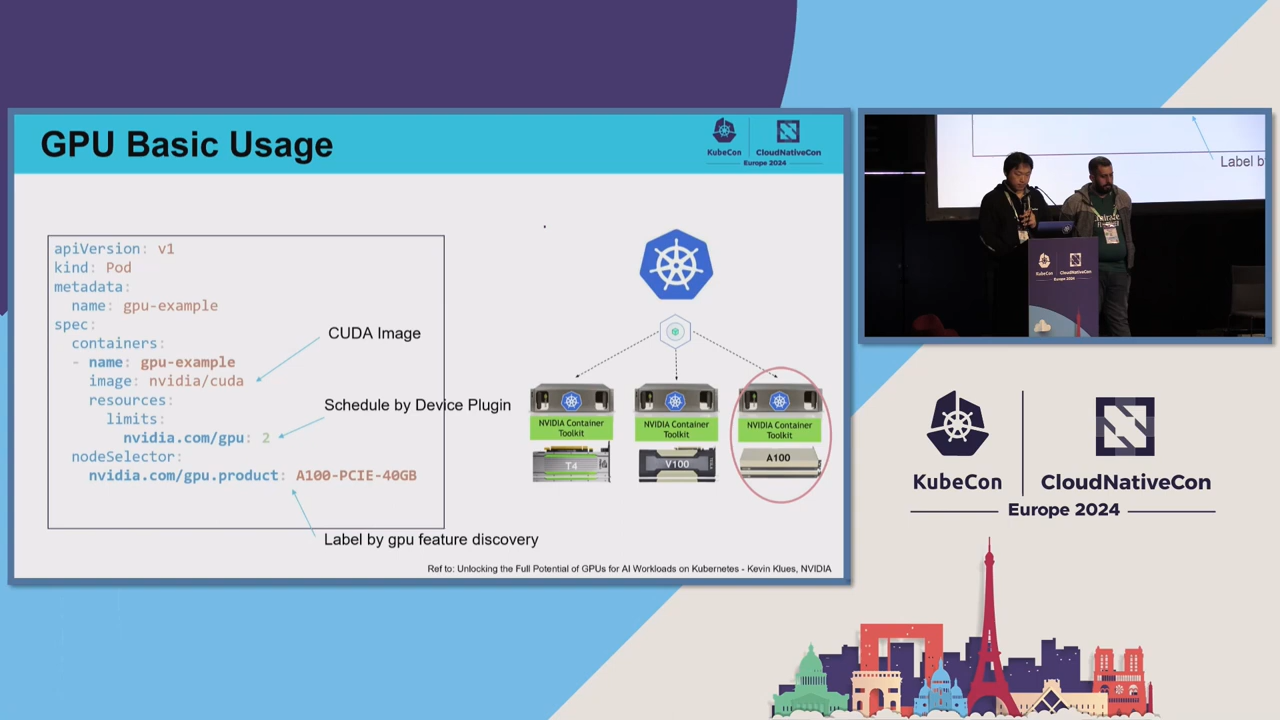 GPU Basic Usage
KubeCon
CloudNativeCon
Europe 2024
apiVersion: v1
kind: Pod
metadata:
name: gpu-example
spec:
containers:
- name: gpu-example
image: nvidia/cuda
resources:
limits:
nvidia.com/gpu: 2
nodeSelector:
nvidia.com/gpu.product: A100-PCIE-40GB
CUDA Image
Schedule by Device Plugin
Label by gpu feature discovery
NVIDIA Container
Toolkit
NVIDIA Container
Toolkit
NVIDIA Container
Toolkit
T4
V100
A100
Ref to: Unlocking the Full Potential of GPUs for AI Workloads on Kubernetes - Kevin Klues, NVIDIA
Label b
KubeCon
CloudNativeCon
Europe 2024
KubeCon
CloudNativeCon
Europe 2024